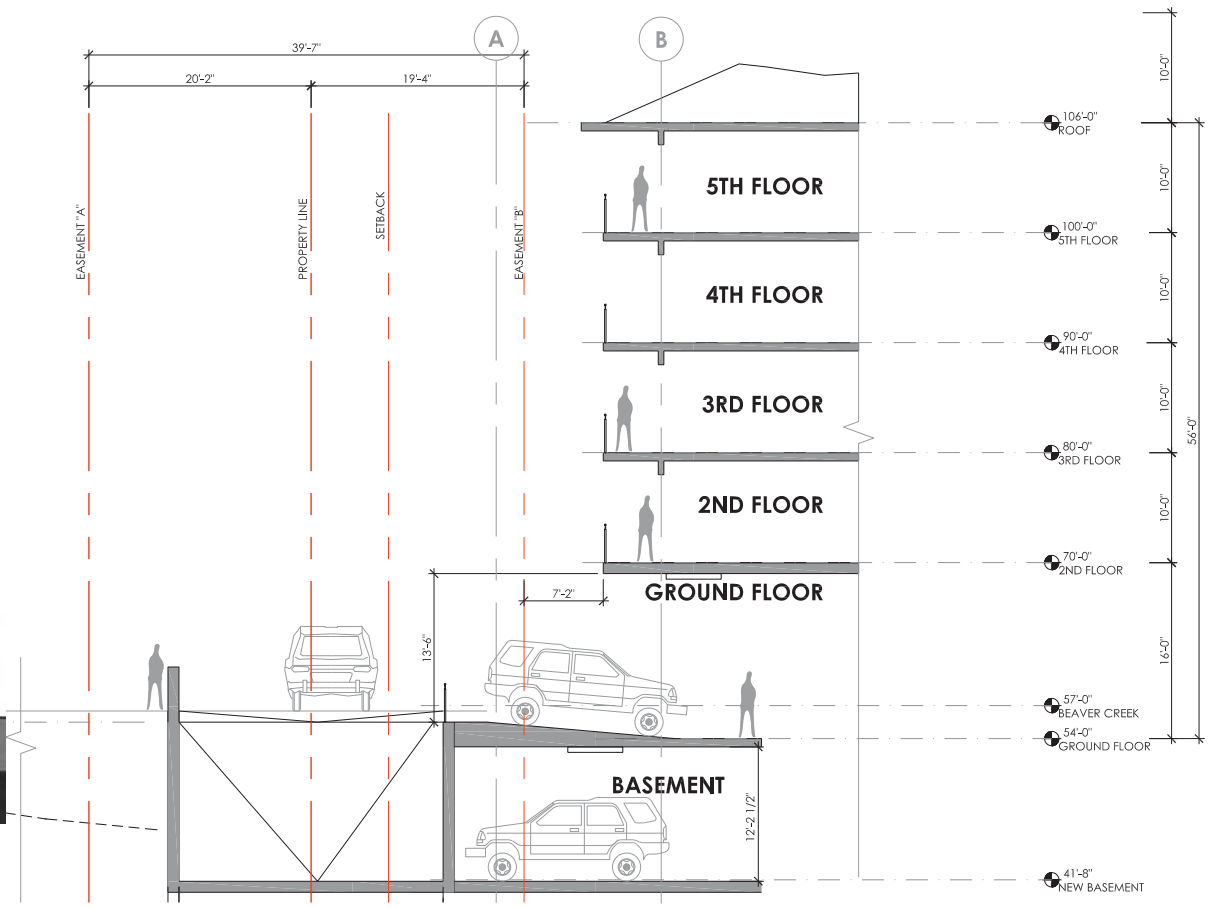 A
B
39'-7"
20'-2"
19'-4"
10'-0"
106'-0"
ROOF
EASEMENT "A"
PROPERTY LINE
SETBACK
EASEMENT "B"
5TH FLOOR
10'-0"
100'-0"
5TH FLOOR
4TH FLOOR
10'-0"
90'-0"
4TH FLOOR
3RD FLOOR
10'-0"
56'-0"
80'-0"
3RD FLOOR
2ND FLOOR
10'-0"
70'-0"
2ND FLOOR
7'-2"
GROUND FLOOR
13'-6"
16'-0"
57'-0"
BEAVER CREEK
54'-0"
GROUND FLOOR
BASEMENT
12'-2 1/2"
41'-8"
NEW BASEMENT